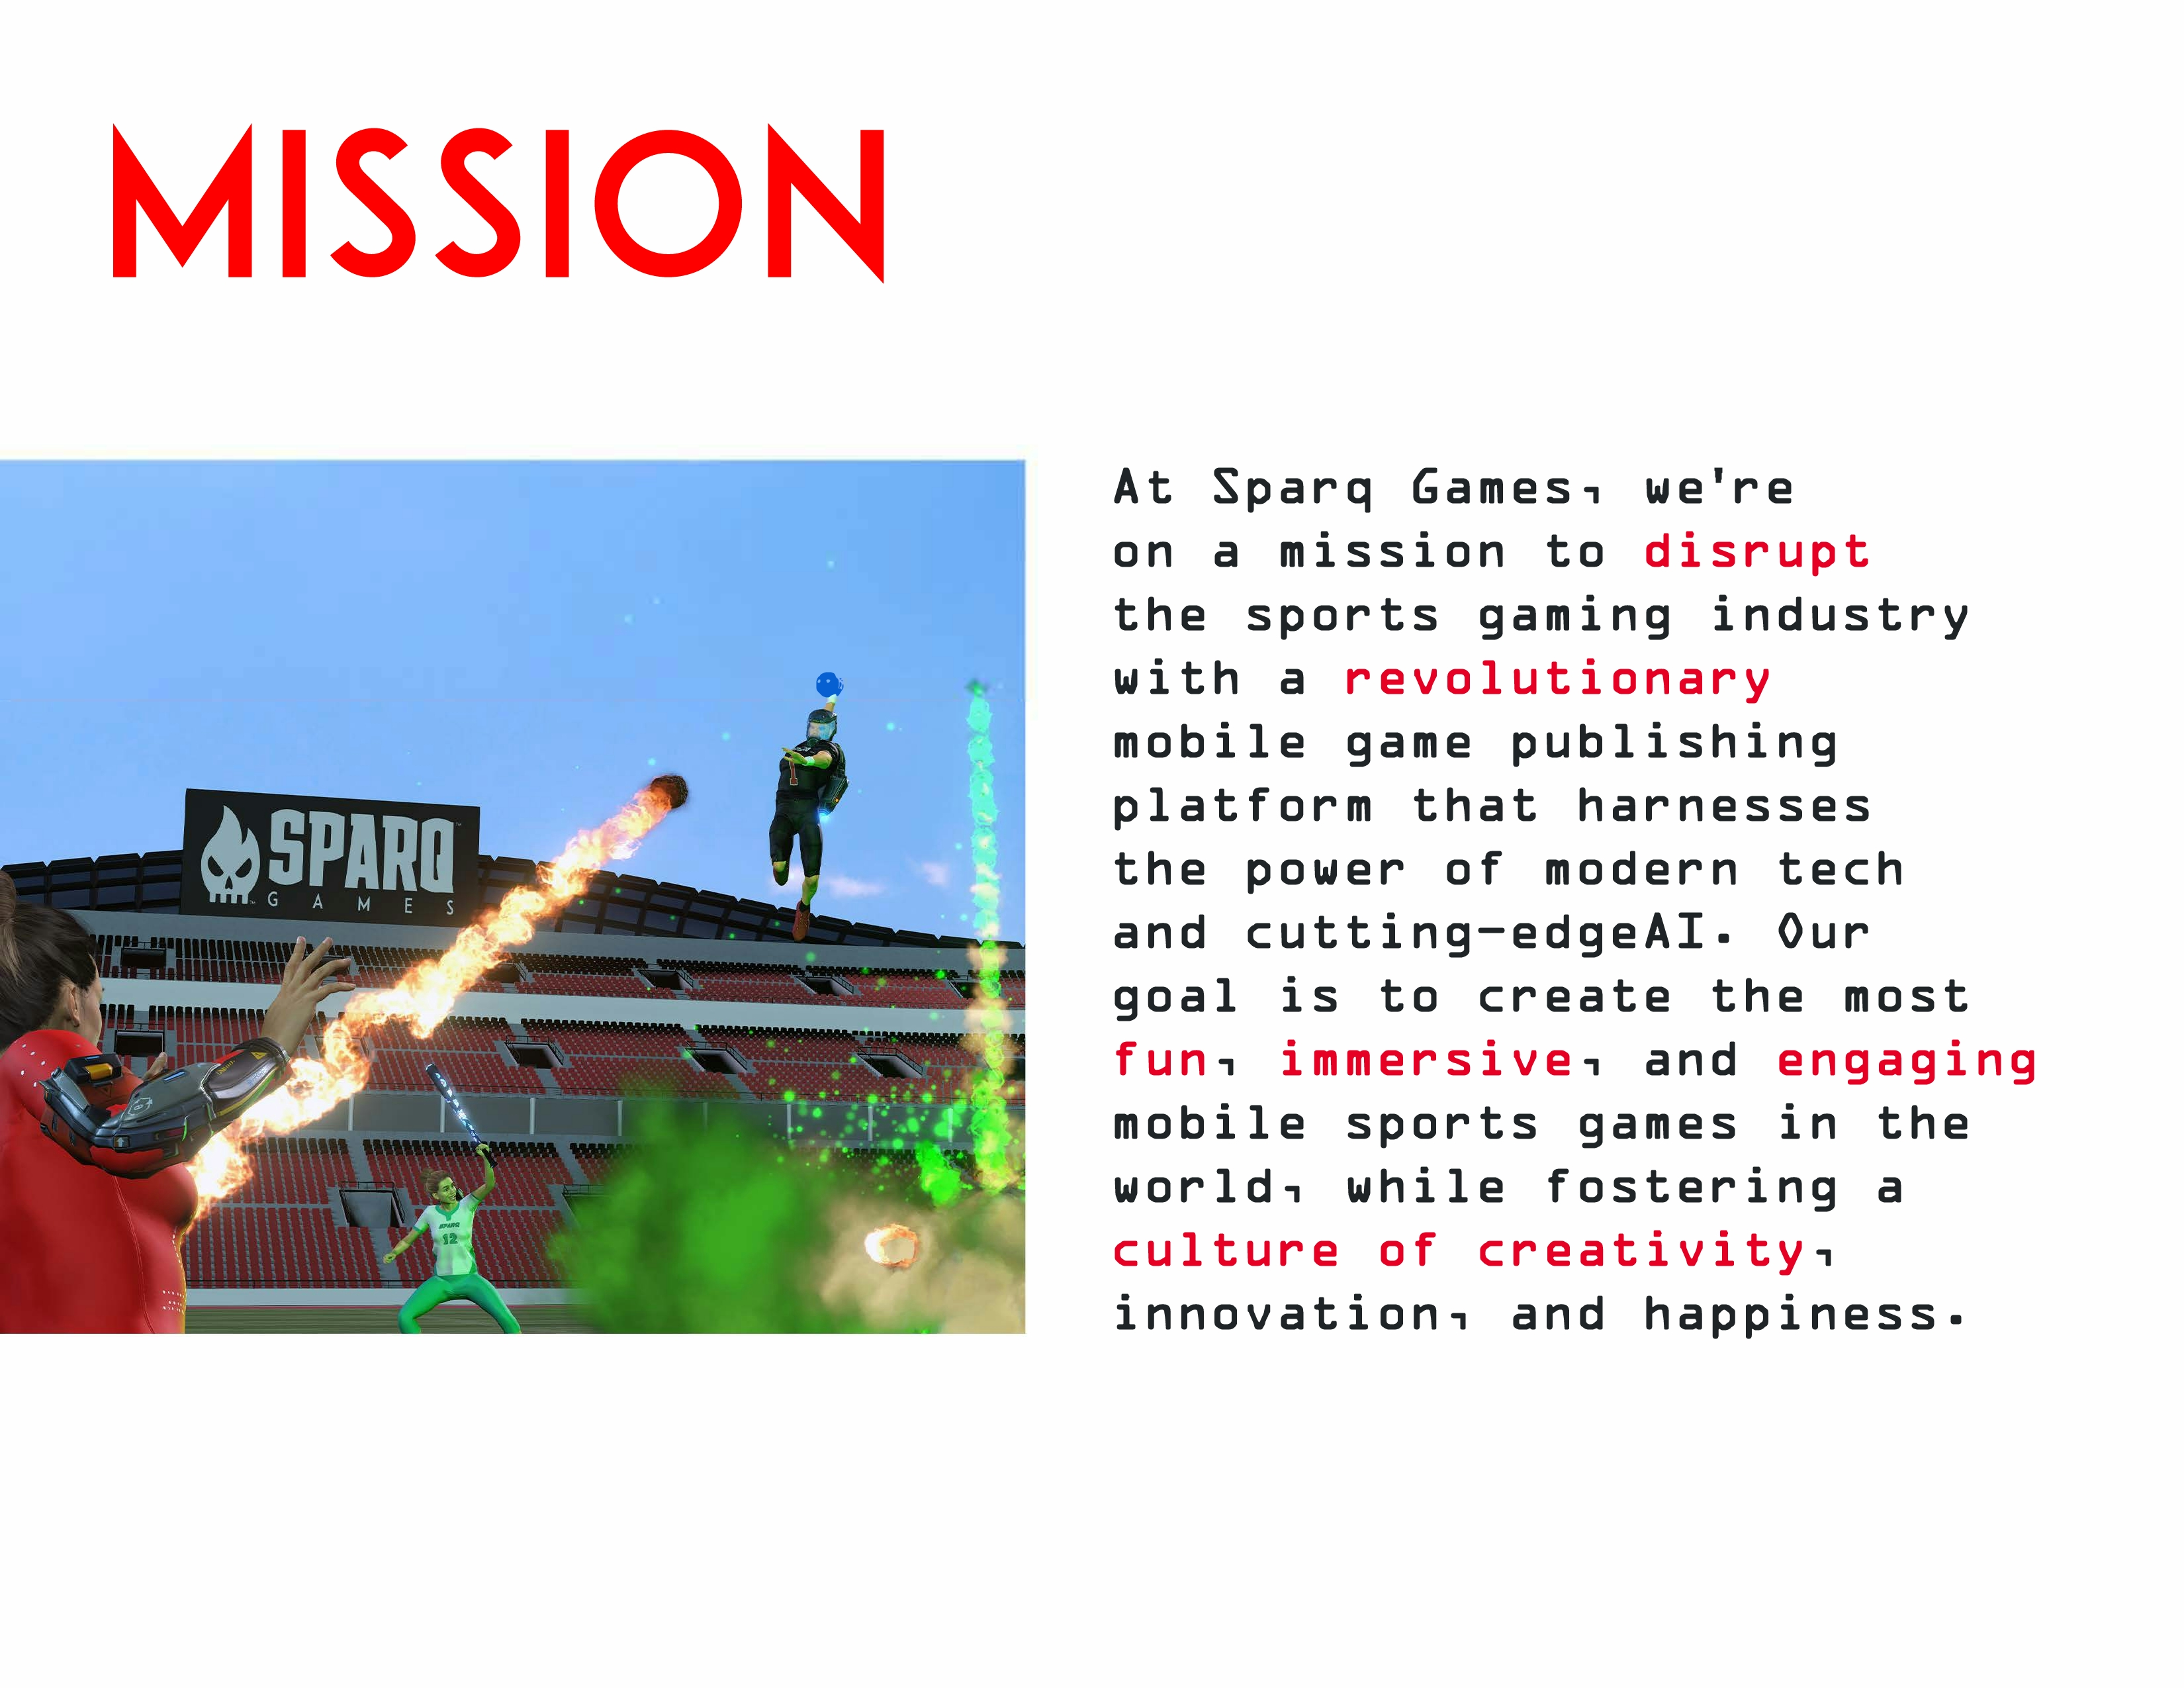 MISSION
SPARQ
GAMES
SPARQ
12
1
At Sparq Games, we're
on a mission to disrupt
the sports gaming industry
with a revolutionary
mobile game publishing
platform that harnesses
the power of modern tech
and cutting-edgeAI. Our
goal is to create the most
fun, immersive, and engaging
mobile sports games in the
world, while fostering a
culture of creativity,
innovation, and happiness.